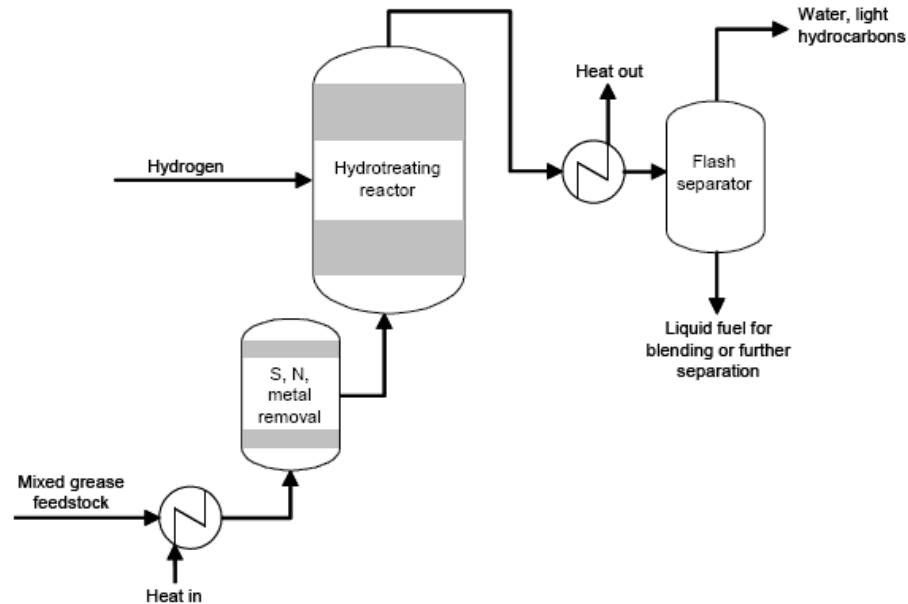 Water, light
hydrocarbons
Heat out
Flash
separator
Hydrotreating
reactor
Hydrogen
Liquid fuel for
blending or further
separation
S, N,
metal
removal
Mixed grease
feedstock
Heat in